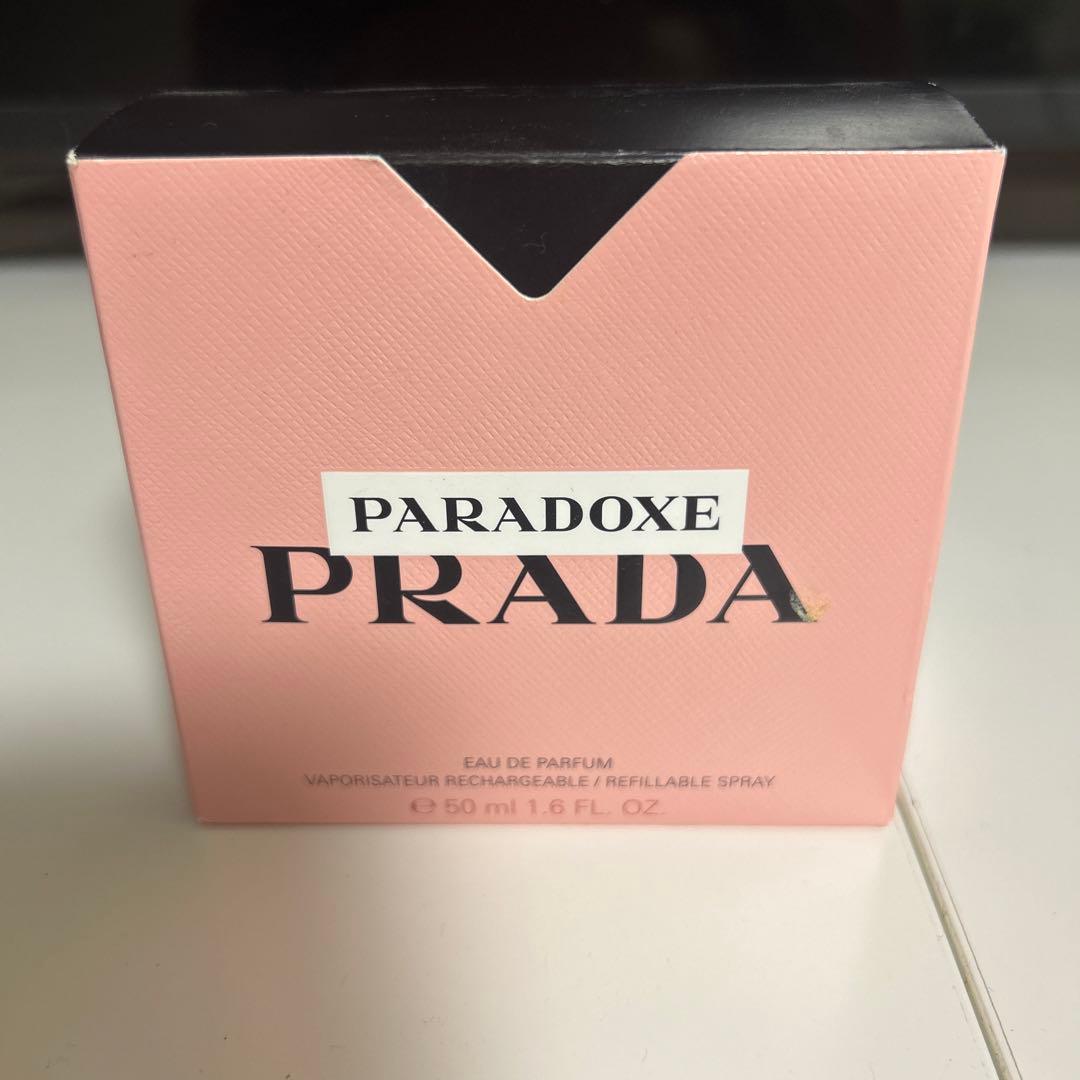 PARADOXE
PRADA
EAU DE PARFUM
VAPORISATEUR RECHARGEABLE / REFILLABLE SPRAY
℮ 50 ml 1.6 FL. OZ.